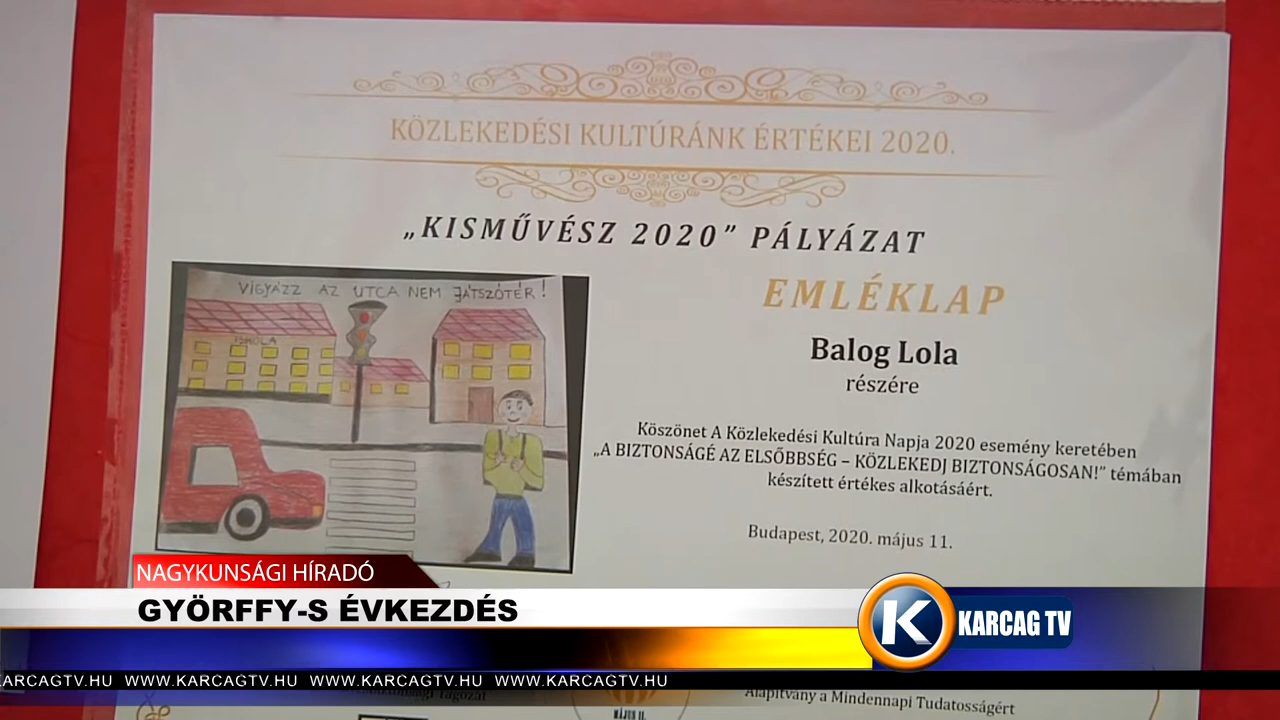 KÖZLEKEDÉSI KULTÚRÁNK ÉRTÉKEI 2020.
„KISMŰVÉSZ 2020” PÁLYÁZAT
VIGYÁZZ AZ UTCA NEM JÁTSZÓTÉR!
ISKOLA
EMLÉKLAP
Balog Lola
részére
Köszönet A Közlekedési Kultúra Napja 2020 esemény keretében
„A BIZTONSÁGÉ AZ ELSŐBBSÉG – KÖZLEKEDJ BIZTONSÁGOSAN!” témában
készített értékes alkotásáért.
Budapest, 2020. május 11.
NAGYKUNSÁGI HÍRADÓ
GYÖRFFY-S ÉVKEZDÉS
K KARCAG TV
KARCAGTV.HU WWW.KARCAGTV.HU WWW.KARCAGTV.HU WWW.KARCAGTV.HU
Tagozat
Alapítvány a Mindennapi Tudatosságért
MÁJUS 11.